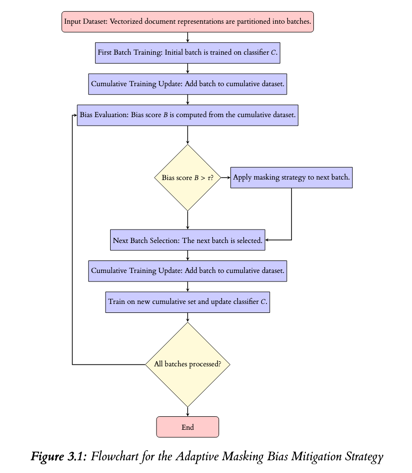 Input Dataset: Vectorized document representations are partitioned into batches.
First Batch Training: Initial batch is trained on classifier C.
Cumulative Training Update: Add batch to cumulative dataset.
Bias Evaluation: Bias score B is computed from the cumulative dataset.
Bias score B > τ?
Apply masking strategy to next batch.
Next Batch Selection: The next batch is selected.
Cumulative Training Update: Add batch to cumulative dataset.
Train on new cumulative set and update classifier C.
All batches processed?
End
Figure 3.1: Flowchart for the Adaptive Masking Bias Mitigation Strategy